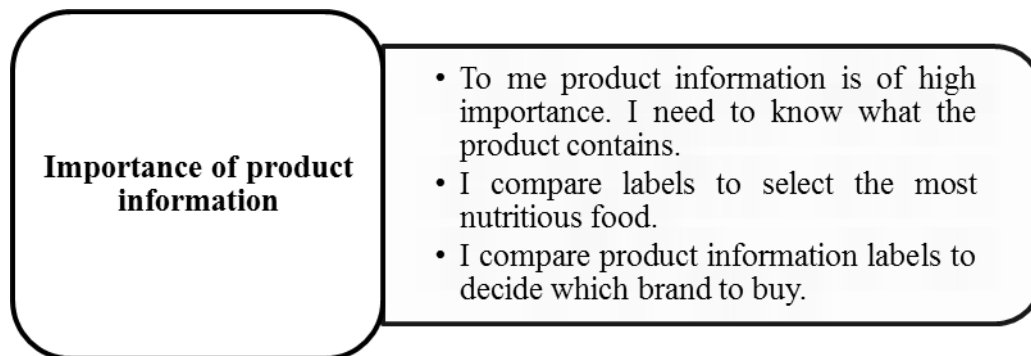 Importance of product
information
• To me product information is of high
importance. I need to know what the
product contains.
• I compare labels to select the most
nutritious food.
• I compare product information labels to
decide which brand to buy.